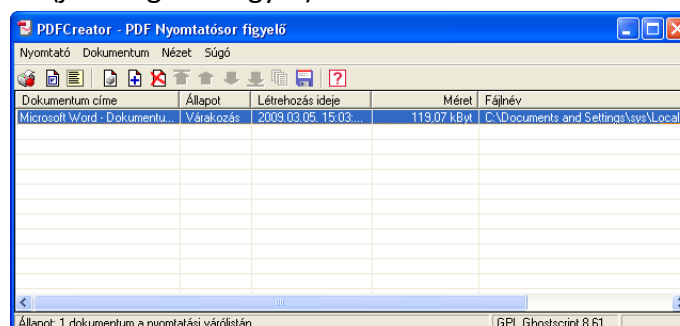 PDFCreator - PDF Nyomtatósor figyelő
Nyomtató Dokumentum Nézet Súgó
Dokumentum címe Állapot Létrehozás ideje Méret Fájlnév
Microsoft Word - Dokumentu... Várakozás 2009.03.05. 15:03:... 119,07 kByt C:\Documents and Settings\sys\Local
Állapot: 1 dokumentum a nyomtatási várólistán GPL Ghostscript 8.61